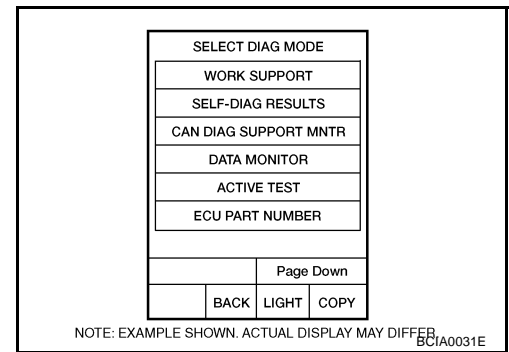 SELECT DIAG MODE
WORK SUPPORT
SELF-DIAG RESULTS
CAN DIAG SUPPORT MNTR
DATA MONITOR
ACTIVE TEST
ECU PART NUMBER
Page Down
BACK LIGHT COPY
NOTE: EXAMPLE SHOWN. ACTUAL DISPLAY MAY DIFFER.
BCIA0031E